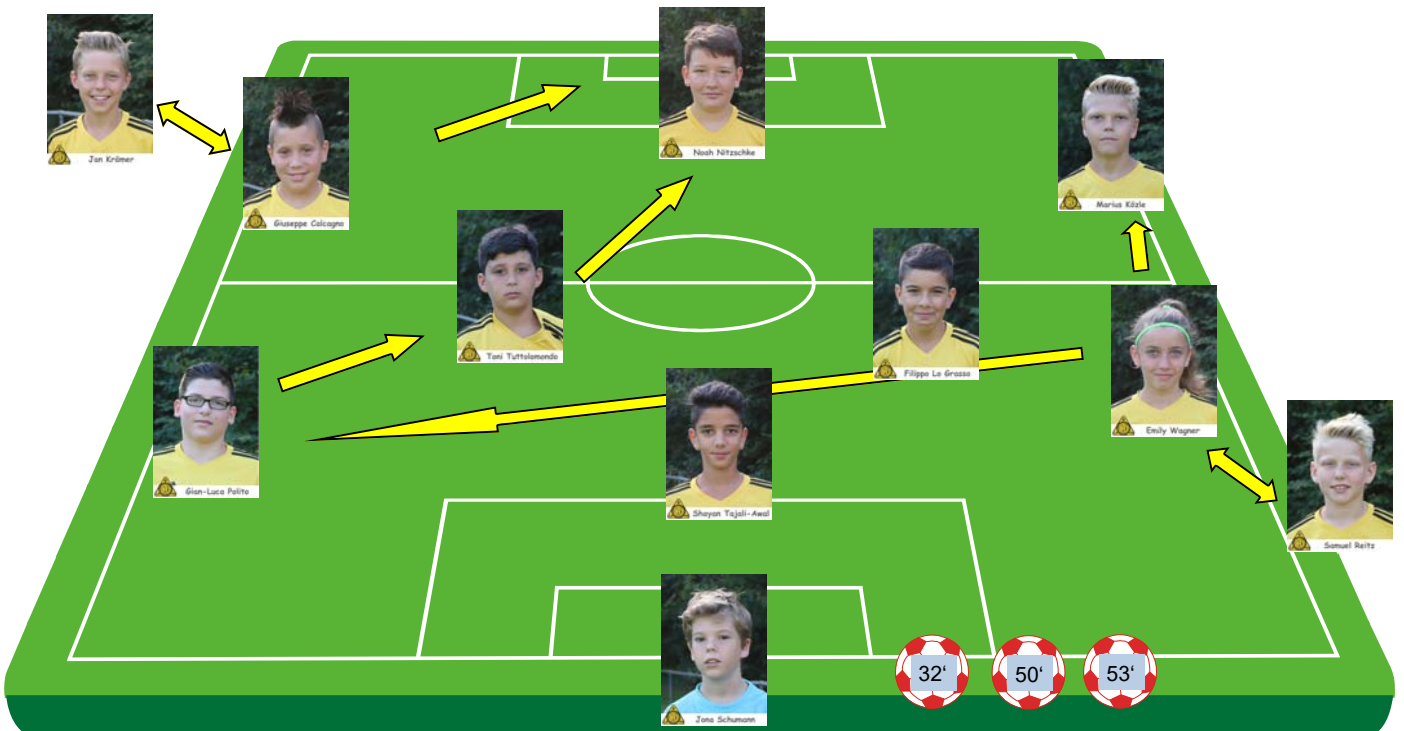 Jan Krämer
Giuseppe Calcagno
Noah Nitzschke
Marius Közle
Toni Tuttolomondo
Filippo La Grassa
Gian-Luca Polito
Shayan Tajali-Awal
Emily Wagner
Samuel Reitz
Jona Schumann
32‘
50‘
53‘